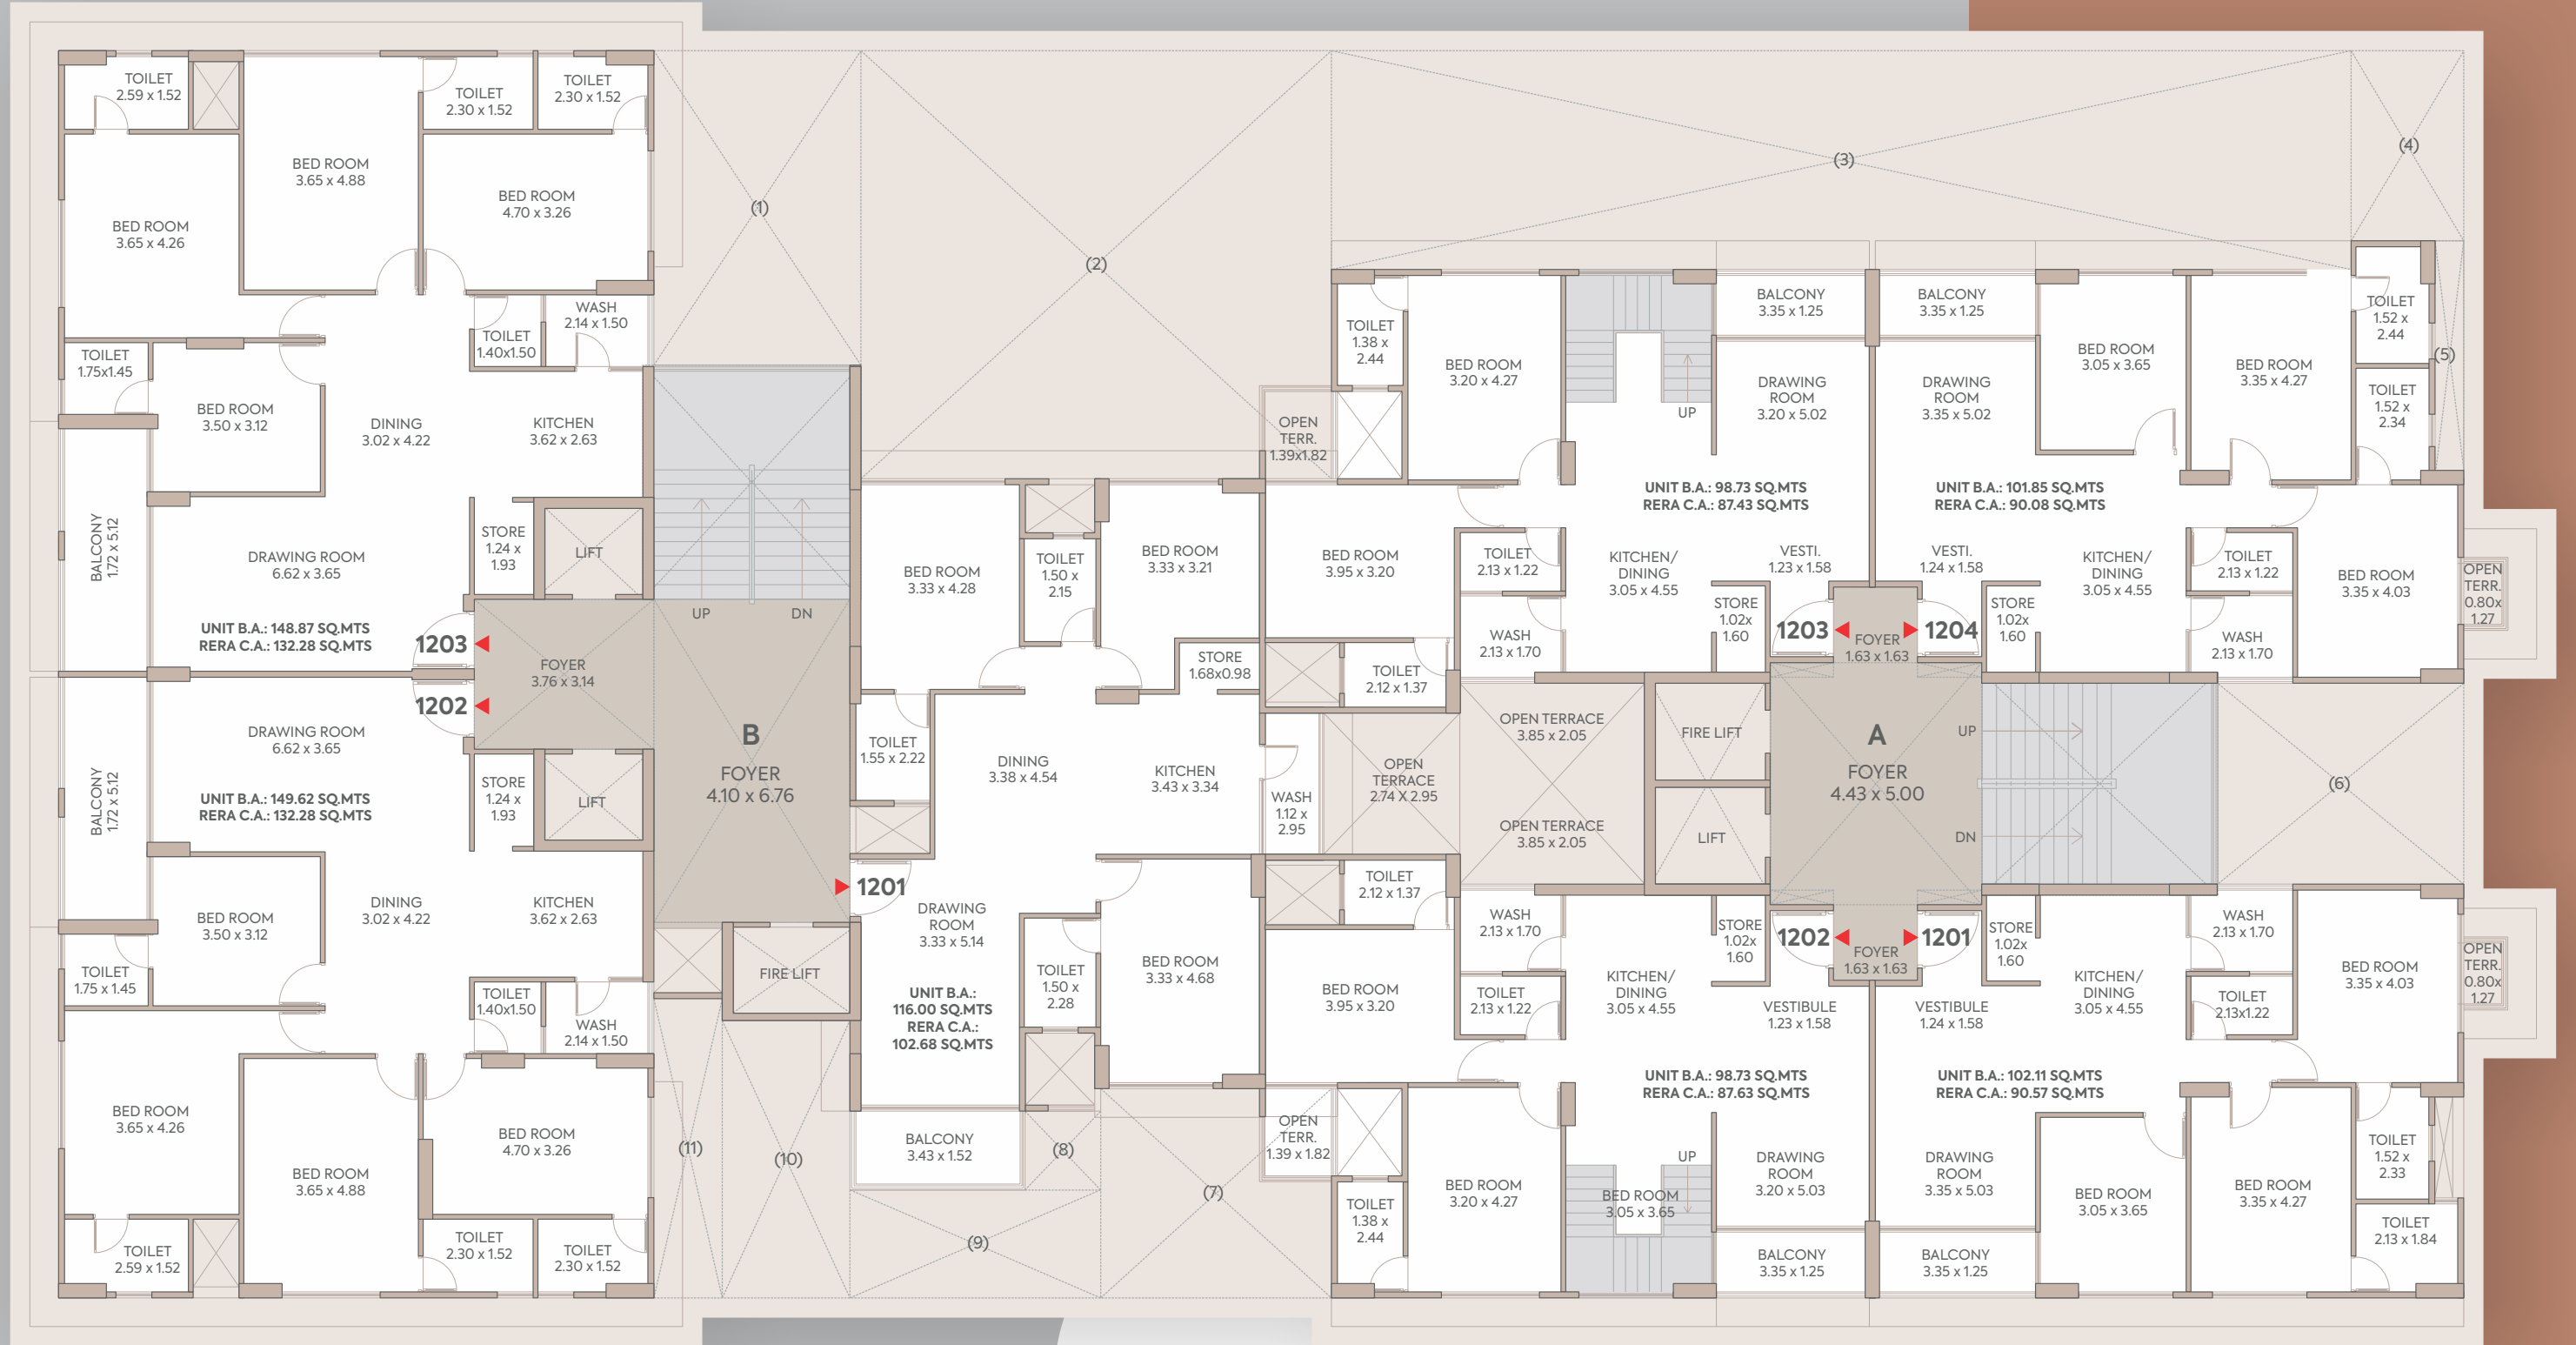 TOILET
2.59 x 1.52
BED ROOM
3.65 x 4.88
TOILET
2.30 x 1.52
TOILET
2.30 x 1.52
BED ROOM
3.65 x 4.26
BED ROOM
4.70 x 3.26
TOILET
1.40x1.50
WASH
2.14 x 1.50
TOILET
1.75x1.45
BED ROOM
3.50 x 3.12
DINING
3.02 x 4.22
KITCHEN
3.62 x 2.63
BALCONY
1.72 x 5.12
DRAWING ROOM
6.62 x 3.65
STORE
1.24 x
1.93
LIFT
UNIT B.A.: 148.87 SQ.MTS
RERA C.A.: 132.28 SQ.MTS
1203
FOYER
3.76 x 3.14
1202
DRAWING ROOM
6.62 x 3.65
BALCONY
1.72 x 5.12
UNIT B.A.: 149.62 SQ.MTS
RERA C.A.: 132.28 SQ.MTS
STORE
1.24 x
1.93
LIFT
BED ROOM
3.50 x 3.12
DINING
3.02 x 4.22
KITCHEN
3.62 x 2.63
TOILET
1.75 x 1.45
TOILET
1.40x1.50
WASH
2.14 x 1.50
BED ROOM
3.65 x 4.26
BED ROOM
3.65 x 4.88
BED ROOM
4.70 x 3.26
TOILET
2.59 x 1.52
TOILET
2.30 x 1.52
TOILET
2.30 x 1.52
(1)
(2)
(3)
(4)
(5)
UP
DN
B
FOYER
4.10 x 6.76
FIRE LIFT
(11)
(10)
BED ROOM
3.33 x 4.28
TOILET
1.50 x
2.15
BED ROOM
3.33 x 3.21
STORE
1.68x0.98
TOILET
1.55 x 2.22
DINING
3.38 x 4.54
KITCHEN
3.43 x 3.34
WASH
1.12 x
2.95
1201
DRAWING
ROOM
3.33 x 5.14
TOILET
1.50 x
2.28
BED ROOM
3.33 x 4.68
UNIT B.A.:
116.00 SQ.MTS
RERA C.A.:
102.68 SQ.MTS
BALCONY
3.43 x 1.52
(8)
(9)
(7)
TOILET
1.38 x
2.44
BED ROOM
3.20 x 4.27
UP
BALCONY
3.35 x 1.25
DRAWING
ROOM
3.20 x 5.02
OPEN
TERR.
1.39x1.82
UNIT B.A.: 98.73 SQ.MTS
RERA C.A.: 87.43 SQ.MTS
BED ROOM
3.95 x 3.20
TOILET
2.13 x 1.22
KITCHEN/
DINING
3.05 x 4.55
VESTI.
1.23 x 1.58
STORE
1.02x
1.60
WASH
2.13 x 1.70
TOILET
2.12 x 1.37
1203
FOYER
1.63 x 1.63
1204
BALCONY
3.35 x 1.25
DRAWING
ROOM
3.35 x 5.02
BED ROOM
3.05 x 3.65
BED ROOM
3.35 x 4.27
TOILET
1.52 x
2.44
TOILET
1.52 x
2.34
UNIT B.A.: 101.85 SQ.MTS
RERA C.A.: 90.08 SQ.MTS
VESTI.
1.24 x 1.58
KITCHEN/
DINING
3.05 x 4.55
TOILET
2.13 x 1.22
BED ROOM
3.35 x 4.03
OPEN
TERR.
0.80x
1.27
STORE
1.02x
1.60
WASH
2.13 x 1.70
OPEN
TERRACE
2.74 x 2.95
OPEN TERRACE
3.85 x 2.05
OPEN TERRACE
3.85 x 2.05
FIRE LIFT
LIFT
A
FOYER
4.43 x 5.00
UP
DN
(6)
TOILET
2.12 x 1.37
WASH
2.13 x 1.70
STORE
1.02x
1.60
1202
FOYER
1.63 x 1.63
1201
BED ROOM
3.95 x 3.20
TOILET
2.13 x 1.22
KITCHEN/
DINING
3.05 x 4.55
VESTIBULE
1.23 x 1.58
UNIT B.A.: 98.73 SQ.MTS
RERA C.A.: 87.63 SQ.MTS
OPEN
TERR.
1.39 x 1.82
TOILET
1.38 x
2.44
BED ROOM
3.20 x 4.27
UP
BED ROOM
3.05 x 3.65
DRAWING
ROOM
3.20 x 5.03
BALCONY
3.35 x 1.25
STORE
1.02x
1.60
KITCHEN/
DINING
3.05 x 4.55
WASH
2.13 x 1.70
TOILET
2.13x1.22
BED ROOM
3.35 x 4.03
OPEN
TERR.
0.80x
1.27
VESTIBULE
1.24 x 1.58
UNIT B.A.: 102.11 SQ.MTS
RERA C.A.: 90.57 SQ.MTS
DRAWING
ROOM
3.35 x 5.03
BALCONY
3.35 x 1.25
BED ROOM
3.05 x 3.65
BED ROOM
3.35 x 4.27
TOILET
1.52 x
2.33
TOILET
2.13 x 1.84